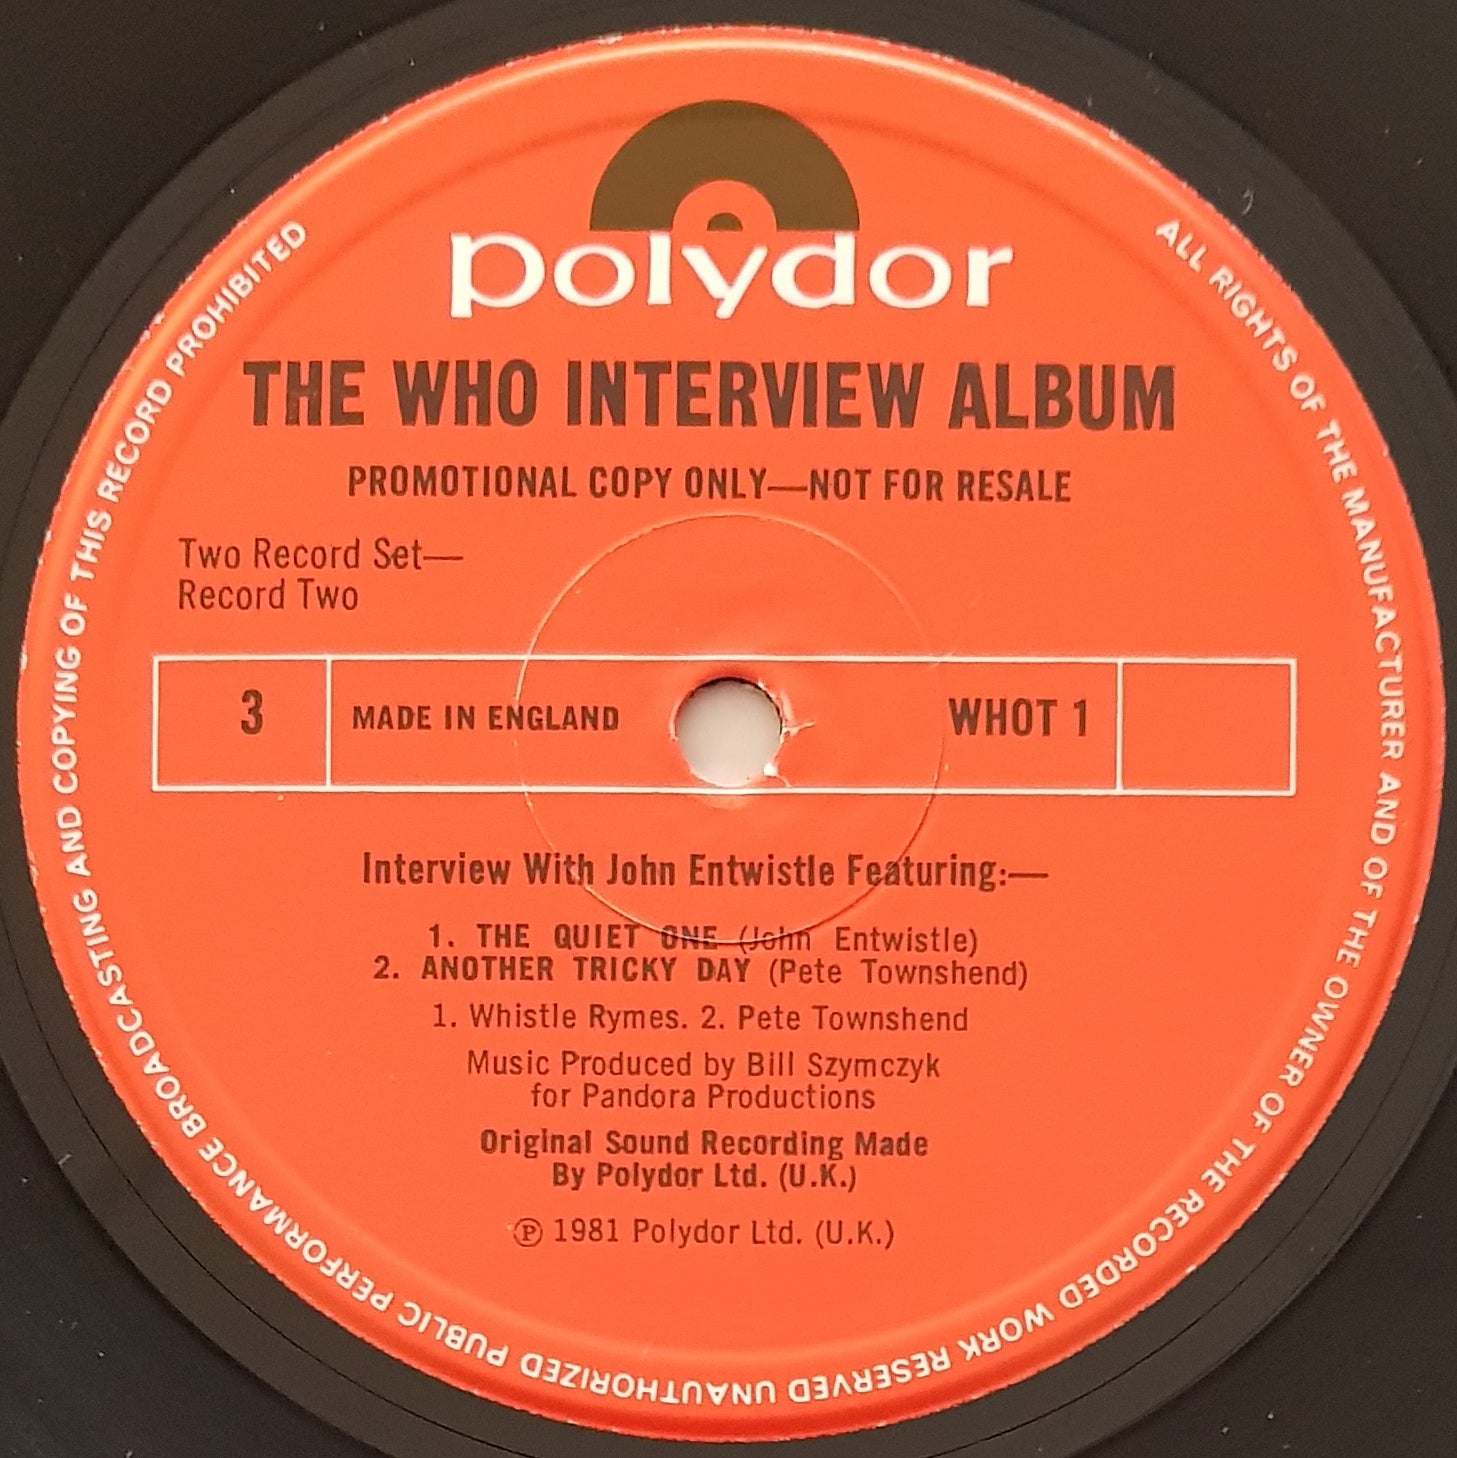 polydor
THE WHO INTERVIEW ALBUM
PROMOTIONAL COPY ONLY—NOT FOR RESALE
Two Record Set—
Record Two
3 MADE IN ENGLAND WHOT 1
Interview With John Entwistle Featuring:—
1. THE QUIET ONE (John Entwistle)
2. ANOTHER TRICKY DAY (Pete Townshend)
1. Whistle Rymes. 2. Pete Townshend
Music Produced by Bill Szymczyk
for Pandora Productions
Original Sound Recording Made
By Polydor Ltd. (U.K.)
℗ 1981 Polydor Ltd. (U.K.)
ALL RIGHTS OF THE MANUFACTURER AND OF THE OWNER OF THE RECORDED WORK RESERVED UNAUTHORIZED PUBLIC PERFORMANCE BROADCASTING AND COPYING OF THIS RECORD PROHIBITED